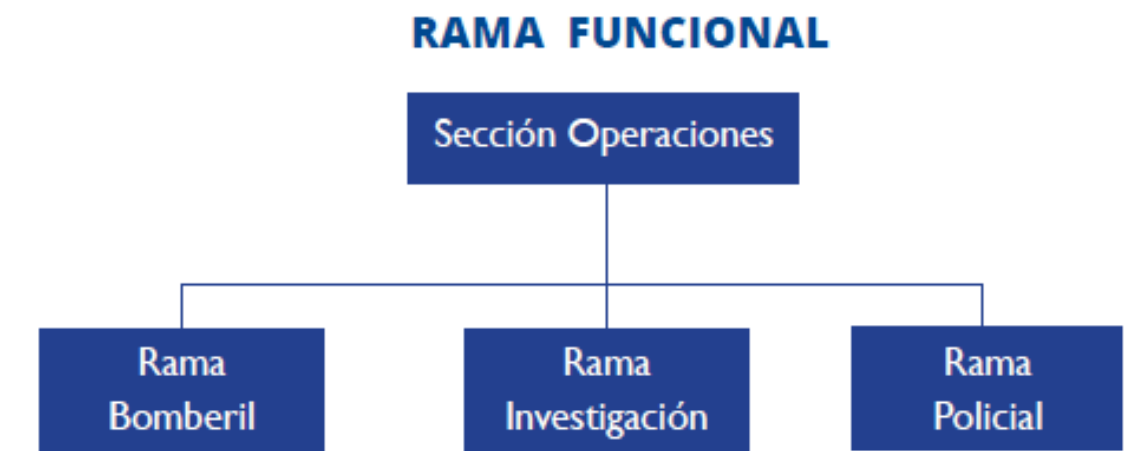 RAMA FUNCIONAL
Sección Operaciones
Rama
Bomberil
Rama
Investigación
Rama
Policial